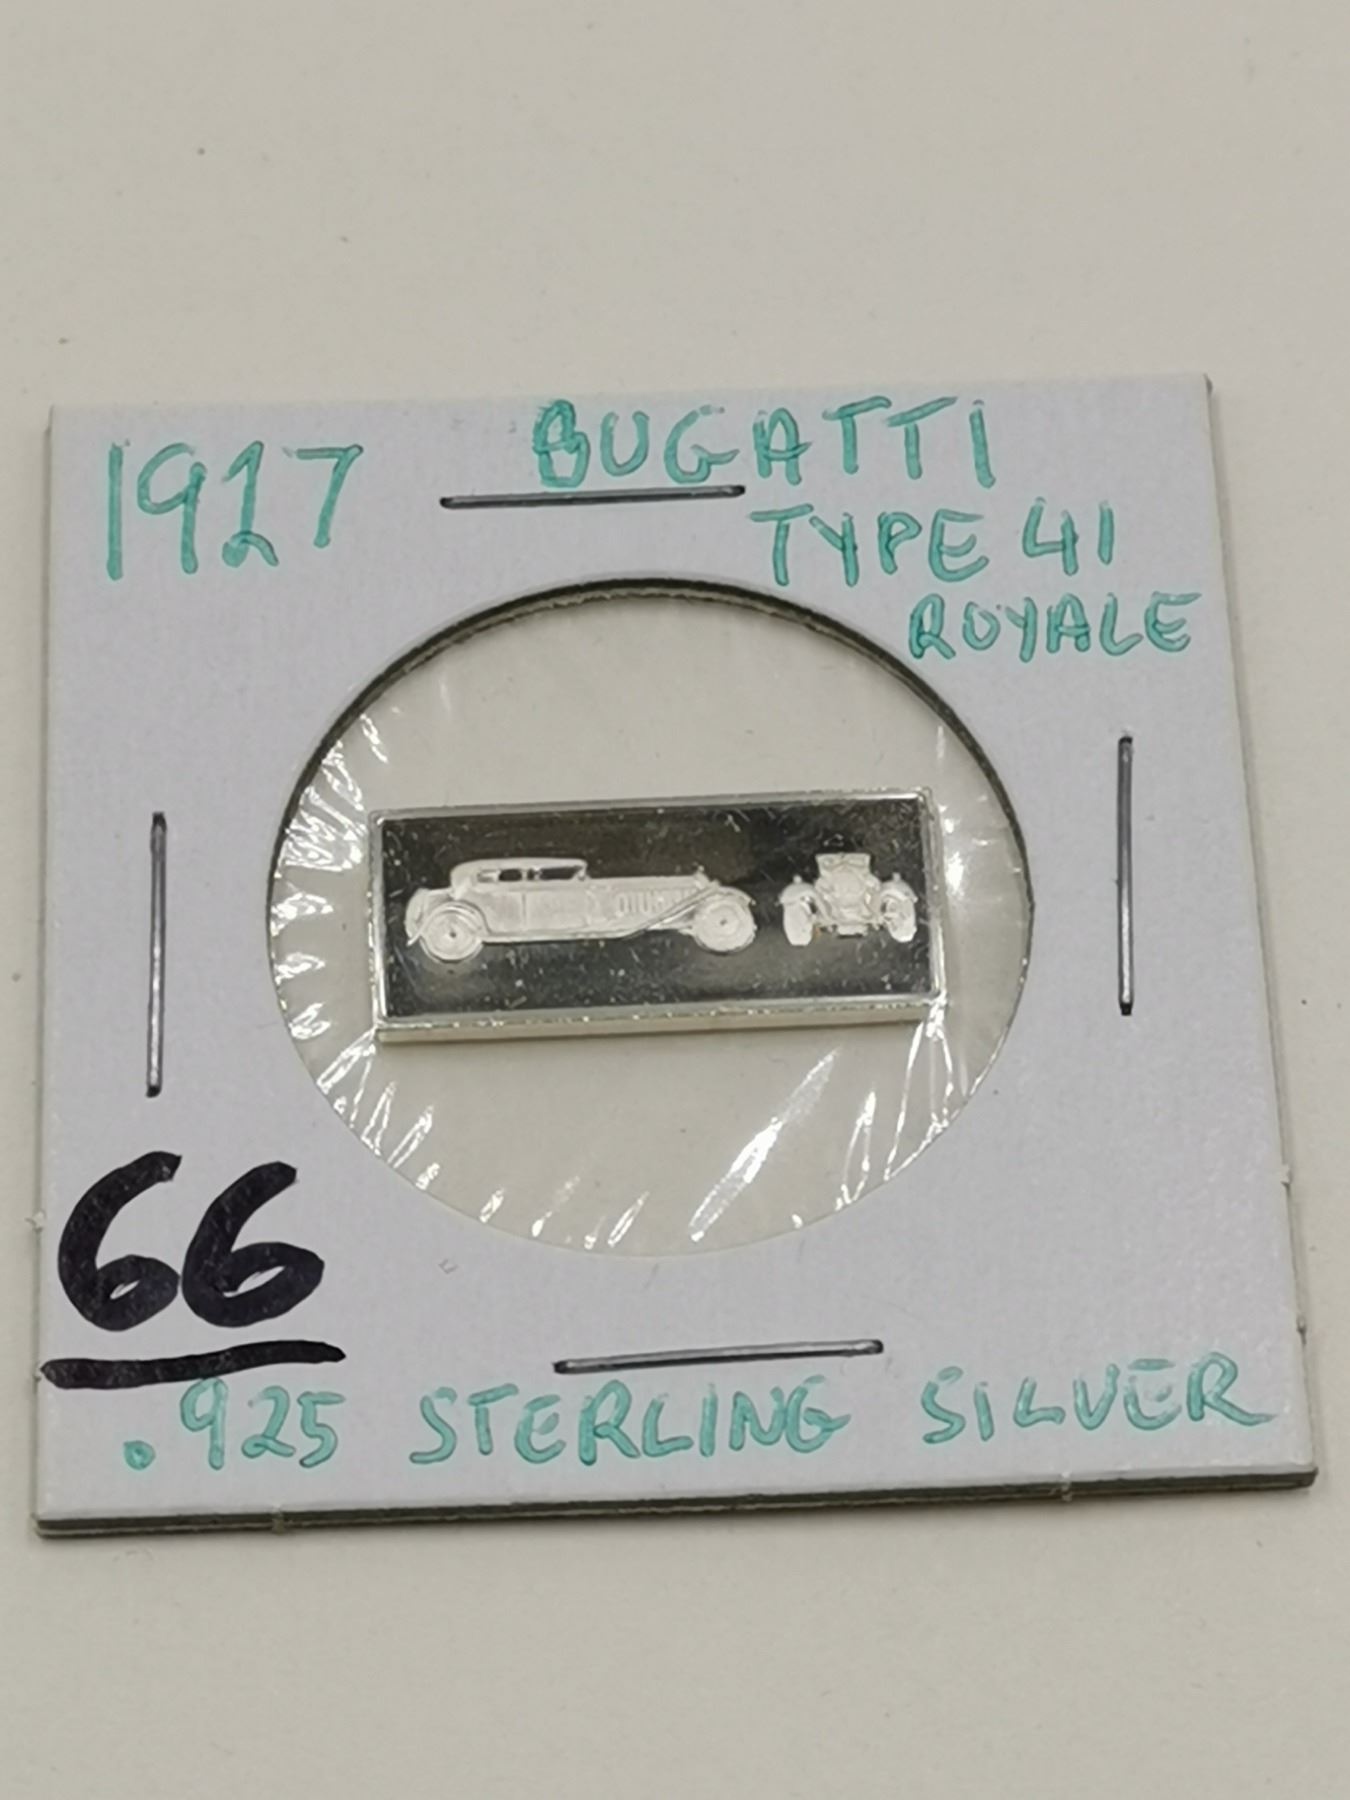 1927 BUGATTI
TYPE 41
ROYALE
66
.925 STERLING SILVER